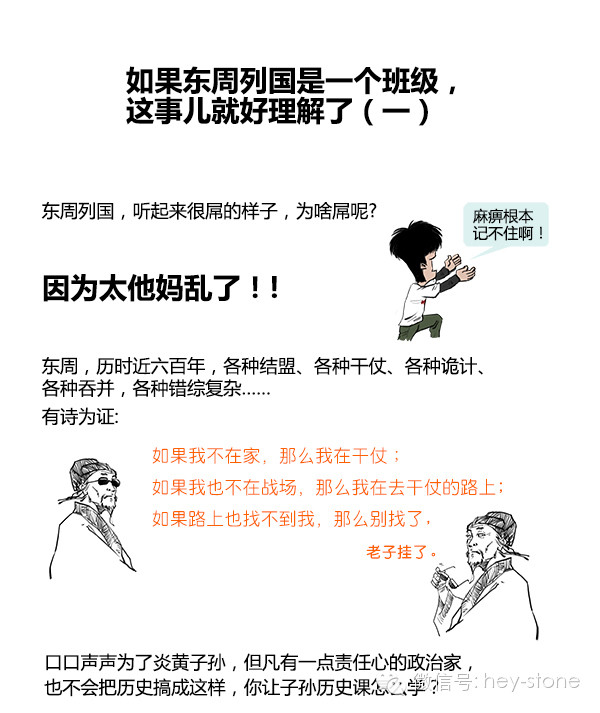 如果东周列国是一个班级，
这事儿就好理解了（一）
东周列国，听起来很屌的样子，为啥屌呢?
麻痹根本
记不住啊！
因为太他妈乱了！！
东周，历时近六百年，各种结盟、各种干仗、各种诡计、
各种吞并，各种错综复杂......
有诗为证:
如果我不在家，那么我在干仗；
如果我也不在战场，那么我在去干仗的路上；
如果路上也找不到我，那么别找了，
老子挂了。
口口声声为了炎黄子孙，但凡有一点责任心的政治家，
也不会把历史搞成这样，你让子孙历史课怎么学？
微信号: hey-stone